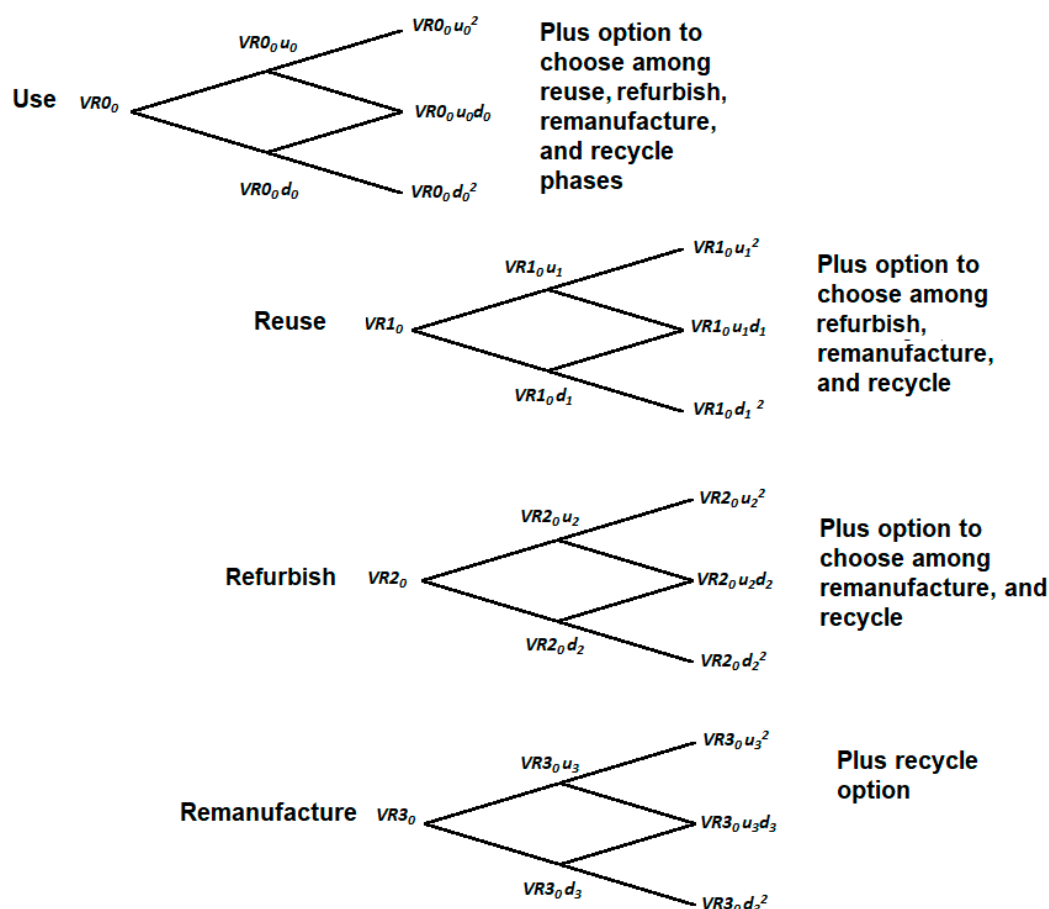 VR0₀u₀²
VR0₀u₀
Use VR0₀
VR0₀u₀d₀
VR0₀d₀
VR0₀d₀²
Plus option to
choose among
reuse, refurbish,
remanufacture,
and recycle
phases
VR1₀u₁²
VR1₀u₁
Reuse VR1₀
VR1₀u₁d₁
VR1₀d₁
VR1₀d₁²
Plus option to
choose among
refurbish,
remanufacture,
and recycle
VR2₀u₂²
VR2₀u₂
Refurbish VR2₀
VR2₀u₂d₂
VR2₀d₂
VR2₀d₂²
Plus option to
choose among
remanufacture, and
recycle
VR3₀u₃²
VR3₀u₃
Remanufacture VR3₀
VR3₀u₃d₃
VR3₀d₃
VR3₀d₃²
Plus recycle
option